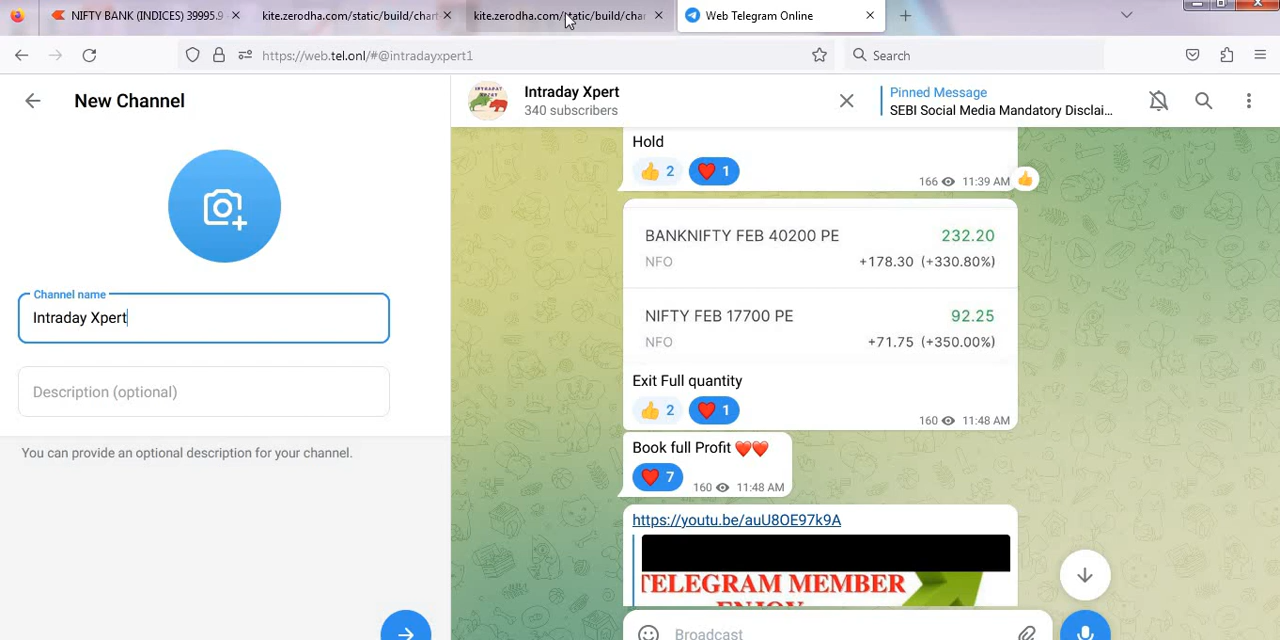 NIFTY BANK (INDICES) 39995.9
kite.zerodha.com/static/build/char
kite.zerodha.com/static/build/char
Web Telegram Online
https://web.tel.onl/#@intradayxpert1
Search
New Channel
Channel name
Intraday Xpert
Description (optional)
You can provide an optional description for your channel.
INTRADAY
XPERT
Intraday Xpert
340 subscribers
Pinned Message
SEBI Social Media Mandatory Disclai...
Hold
2
1
166 11:39 AM
BANKNIFTY FEB 40200 PE 232.20
NFO +178.30 (+330.80%)
NIFTY FEB 17700 PE 92.25
NFO +71.75 (+350.00%)
Exit Full quantity
2
1
160 11:48 AM
Book full Profit ❤️❤️
7
160 11:48 AM
https://youtu.be/auU8OE97k9A
TELEGRAM MEMBER
ENJOY
Broadcast